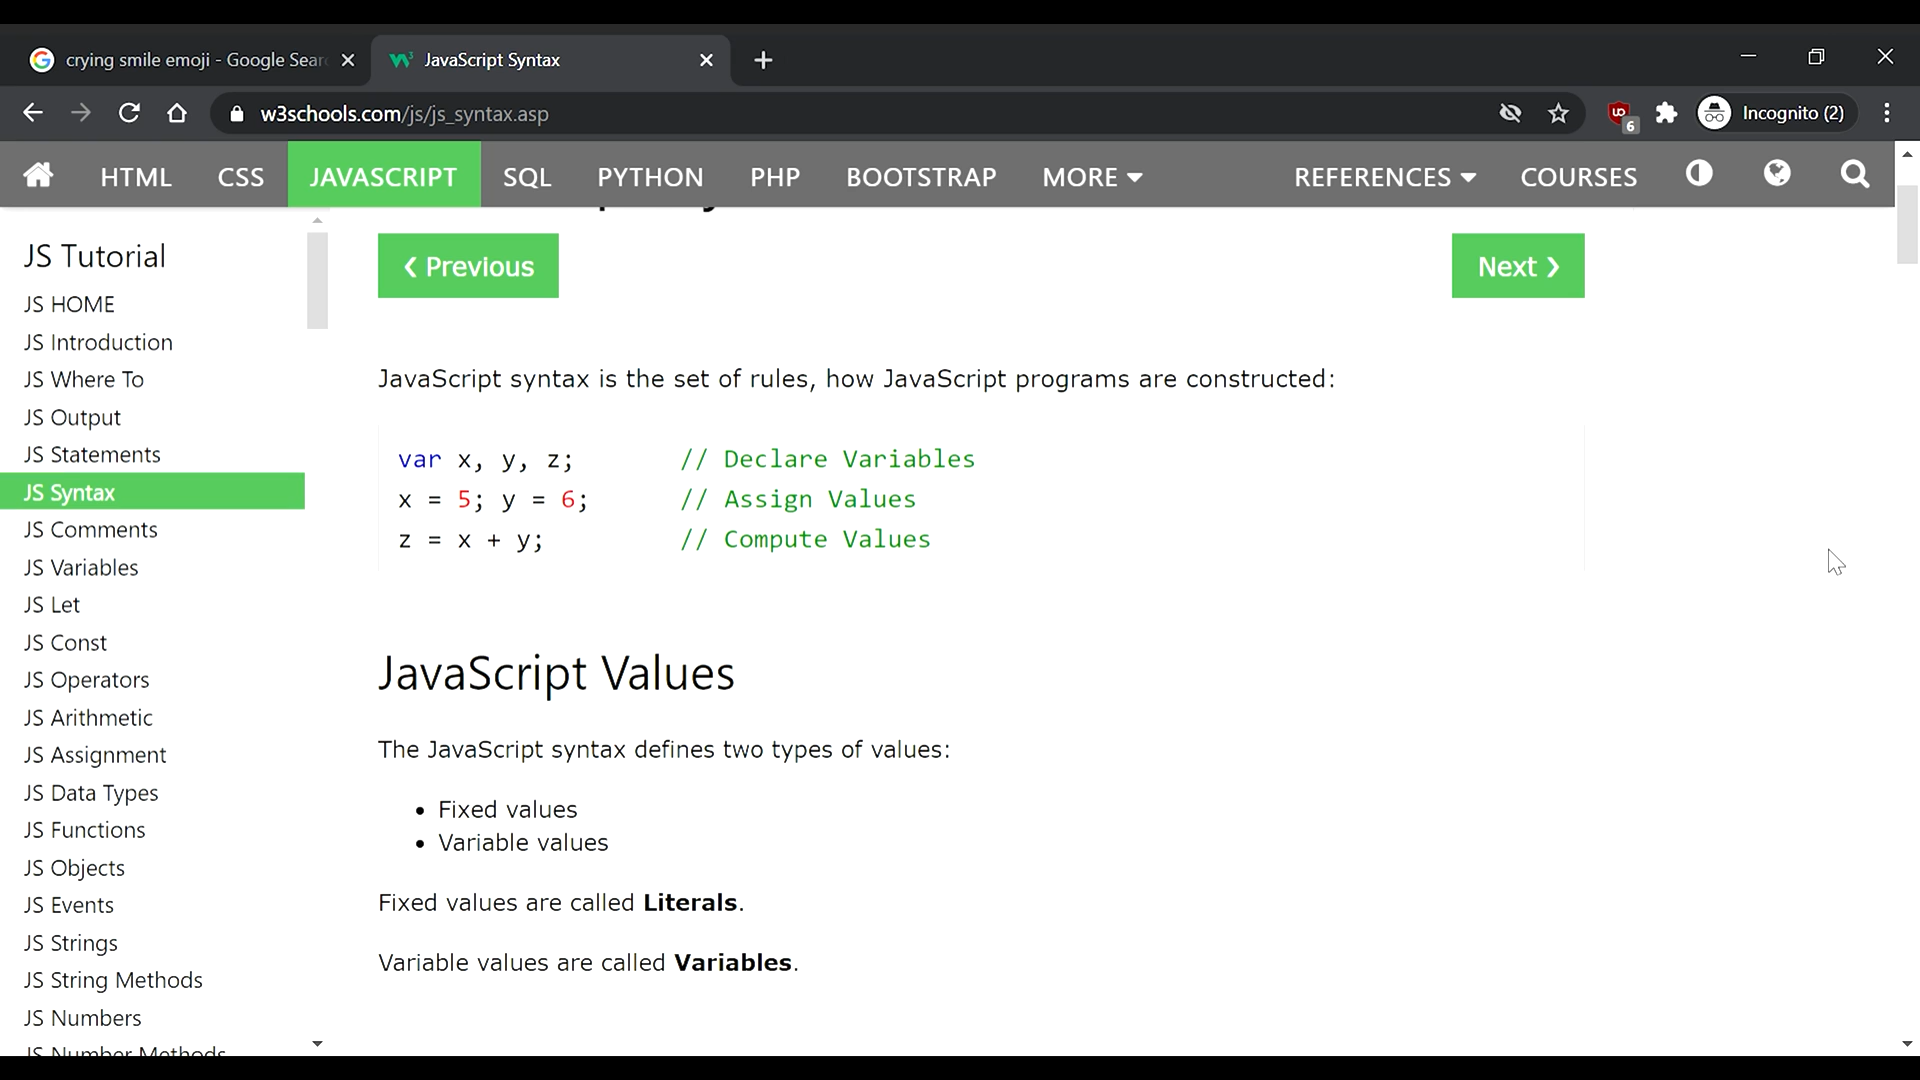 crying smile emoji - Google Sear
JavaScript Syntax
w3schools.com/js/js_syntax.asp
6
Incognito (2)
HTML
CSS
JAVASCRIPT
SQL
PYTHON
PHP
BOOTSTRAP
MORE
REFERENCES
COURSES
JS Tutorial
JS HOME
JS Introduction
JS Where To
JS Output
JS Statements
JS Syntax
JS Comments
JS Variables
JS Let
JS Const
JS Operators
JS Arithmetic
JS Assignment
JS Data Types
JS Functions
JS Objects
JS Events
JS Strings
JS String Methods
JS Numbers
JS Number Methods
❮ Previous
Next ❯
JavaScript syntax is the set of rules, how JavaScript programs are constructed:
var x, y, z; // Declare Variables
x = 5; y = 6; // Assign Values
z = x + y; // Compute Values
JavaScript Values
The JavaScript syntax defines two types of values:
• Fixed values
• Variable values
Fixed values are called Literals.
Variable values are called Variables.